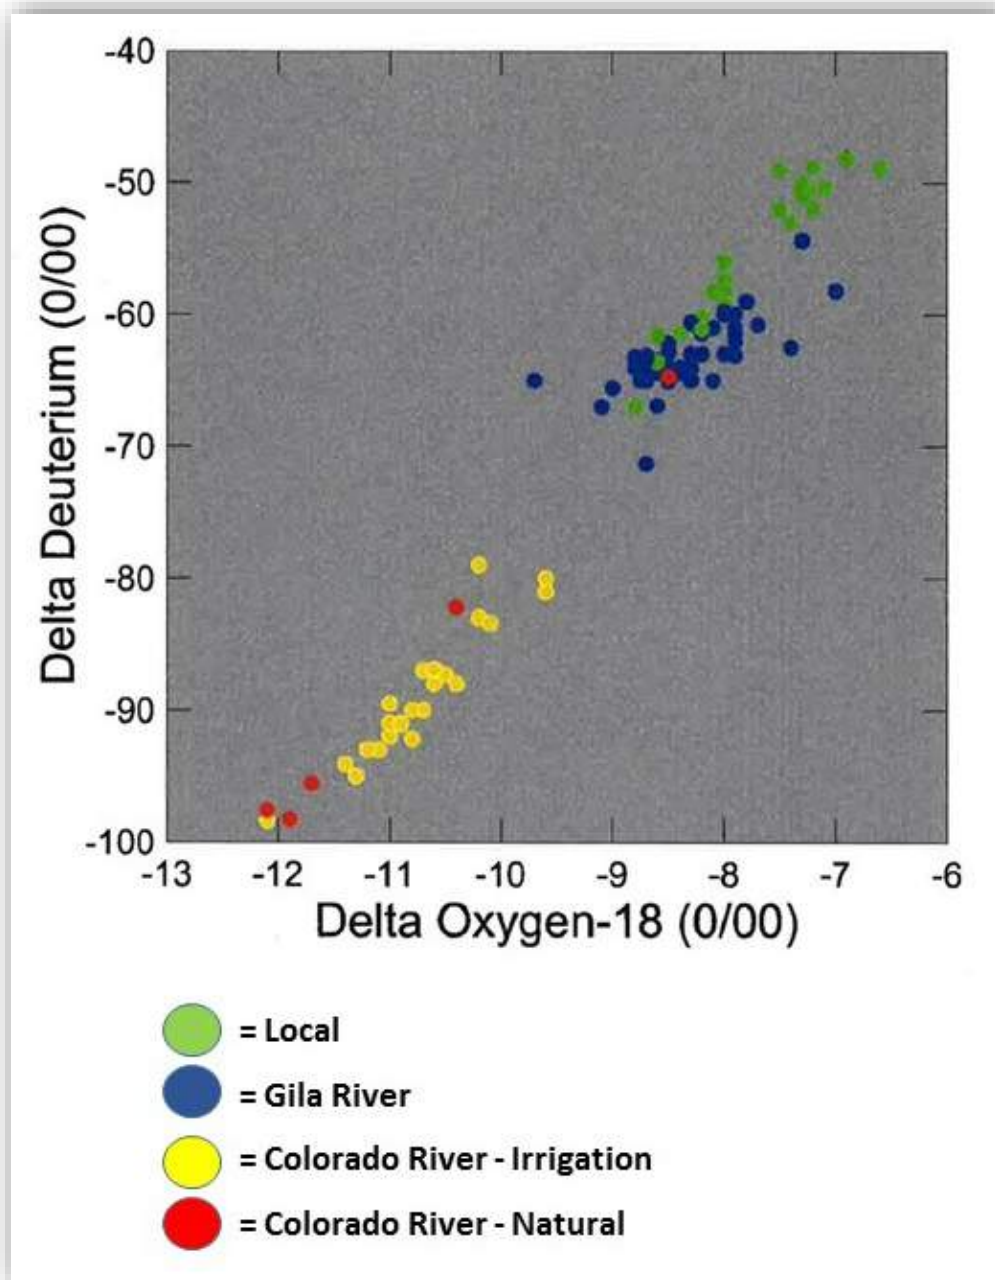 -40
-50
-60
-70
-80
-90
-100
Delta Deuterium (0/00)
-13 -12 -11 -10 -9 -8 -7 -6
Delta Oxygen-18 (0/00)
= Local
= Gila River
= Colorado River - Irrigation
= Colorado River - Natural